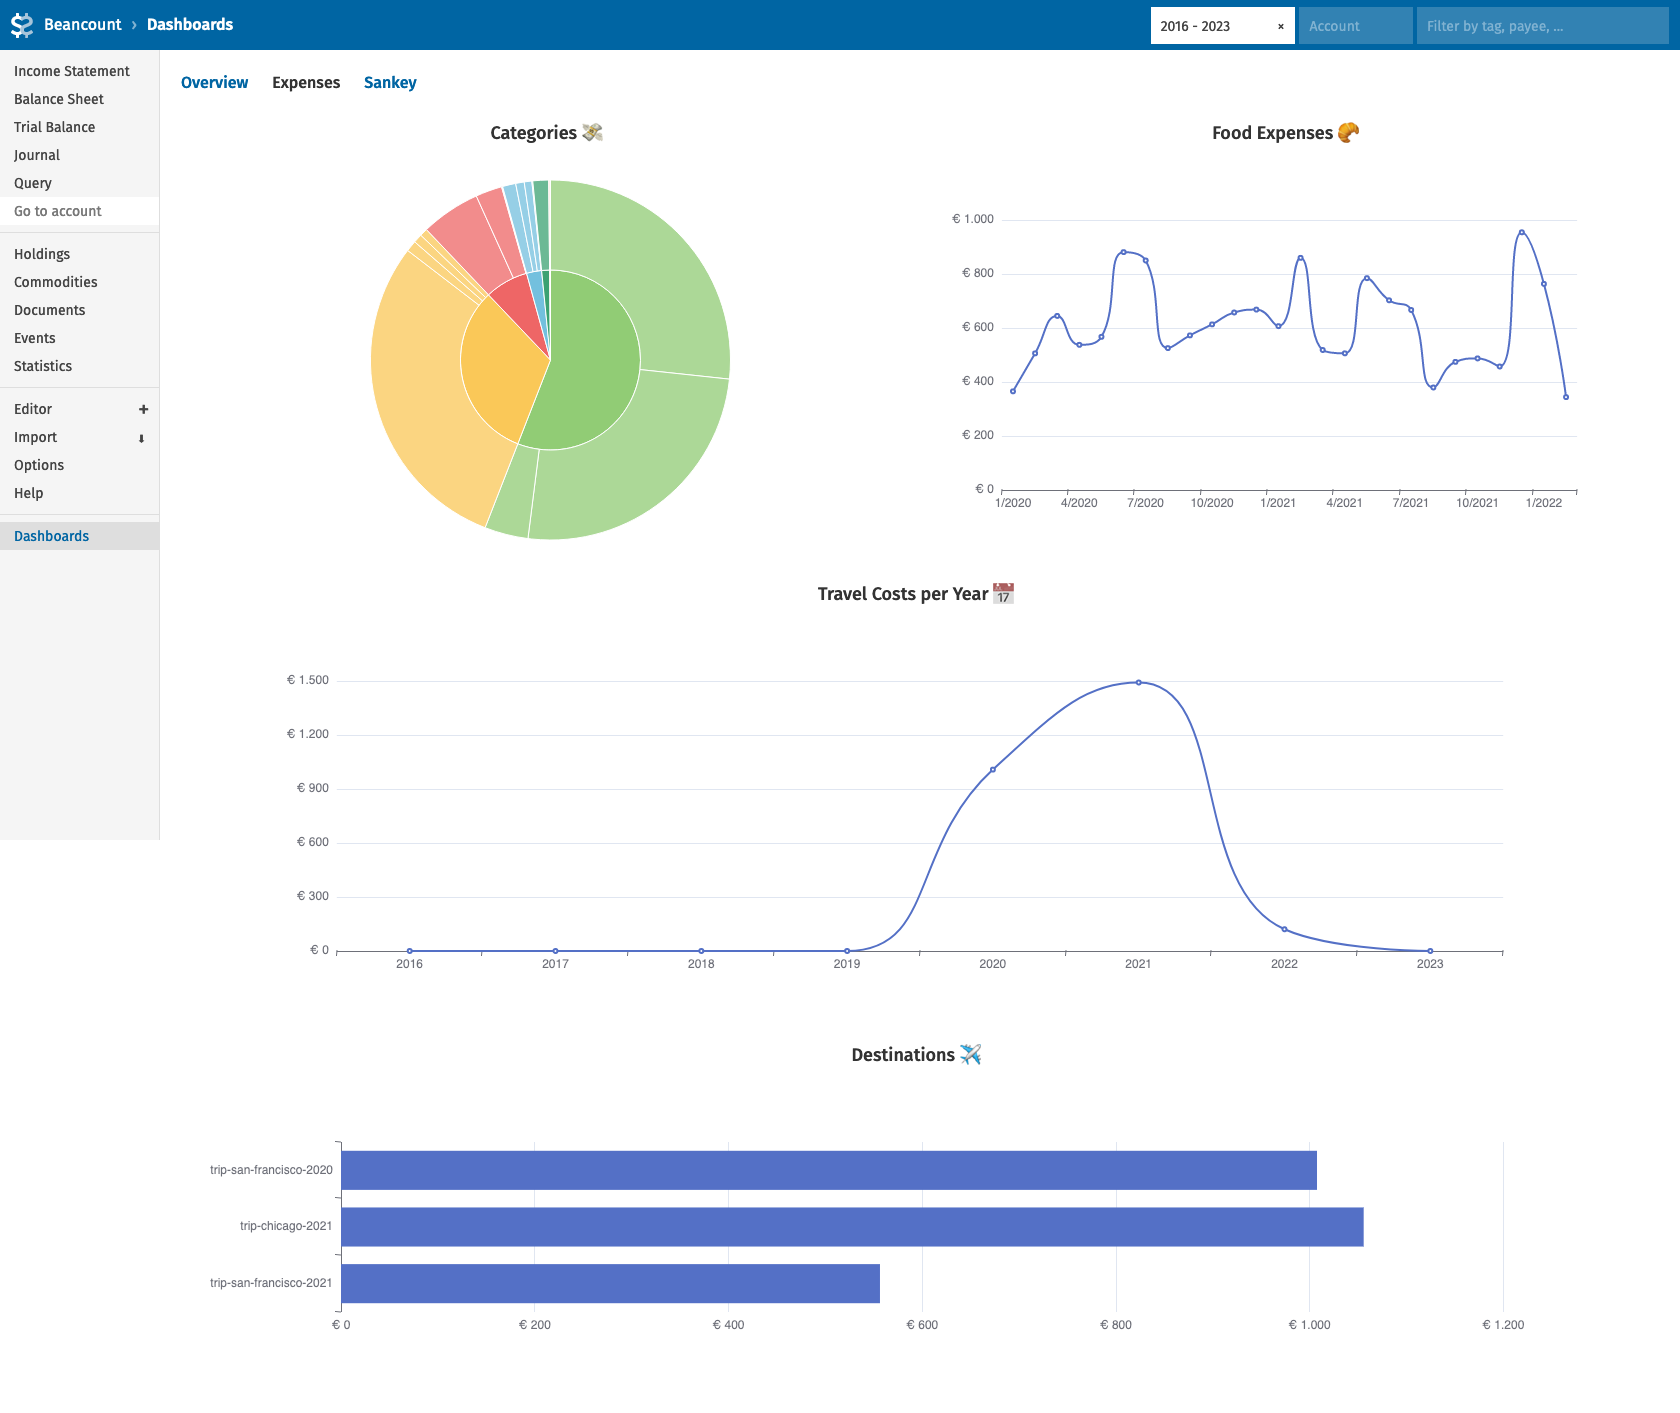 Beancount › Dashboards
2016 - 2023 ×
Account
Filter by tag, payee, ...
Income Statement
Balance Sheet
Trial Balance
Journal
Query
Go to account
Holdings
Commodities
Documents
Events
Statistics
Editor +
Import
Options
Help
Dashboards
Overview Expenses Sankey
Categories
Food Expenses
€ 1.000
€ 800
€ 600
€ 400
€ 200
€ 0
1/2020 4/2020 7/2020 10/2020 1/2021 4/2021 7/2021 10/2021 1/2022
Travel Costs per Year
17
€ 1.500
€ 1.200
€ 900
€ 600
€ 300
€ 0
2016 2017 2018 2019 2020 2021 2022 2023
Destinations
trip-san-francisco-2020
trip-chicago-2021
trip-san-francisco-2021
€ 0 € 200 € 400 € 600 € 800 € 1.000 € 1.200